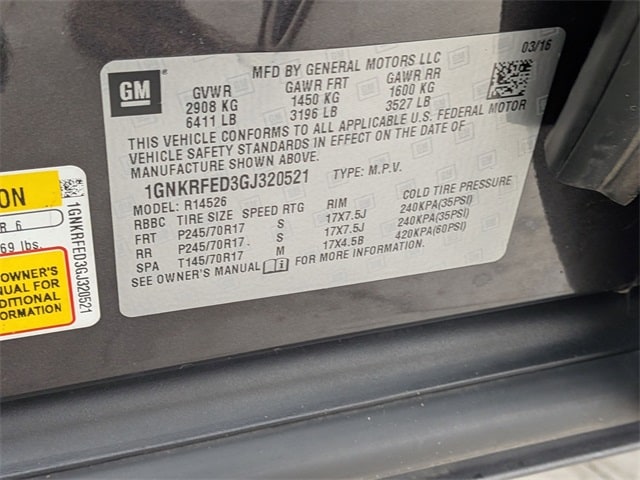 GM
MFD BY GENERAL MOTORS LLC
03/16
GVWR GAWR FRT GAWR RR
2908 KG 1450 KG 1600 KG
6411 LB 3196 LB 3527 LB
THIS VEHICLE CONFORMS TO ALL APPLICABLE U.S. FEDERAL MOTOR
VEHICLE SAFETY STANDARDS IN EFFECT ON THE DATE OF
MANUFACTURE SHOWN ABOVE.
1GNKRFED3GJ320521 TYPE: M.P.V.
MODEL: R14526
RBBC TIRE SIZE SPEED RTG RIM COLD TIRE PRESSURE
FRT P245/70R17 S 17X7.5J 240KPA(35PSI)
RR P245/70R17 S 17X7.5J 240KPA(35PSI)
SPA T145/70R17 M 17X4.5B 420KPA(60PSI)
SEE OWNER'S MANUAL FOR MORE INFORMATION.
ION
R 6
69 lbs.
OWNER'S
NUAL FOR
DITIONAL
ORMATION
1GNKRFED3GJ320521